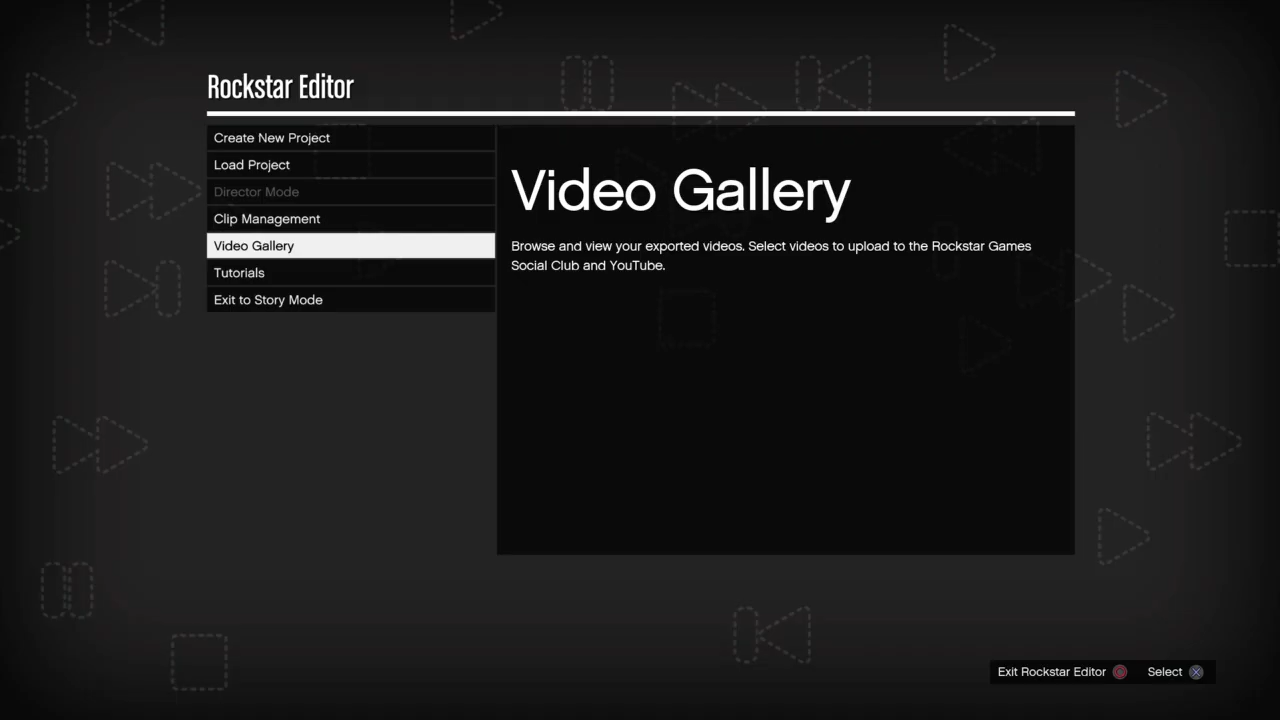 Rockstar Editor
Create New Project
Load Project
Director Mode
Clip Management
Video Gallery
Tutorials
Exit to Story Mode
Video Gallery
Browse and view your exported videos. Select videos to upload to the Rockstar Games
Social Club and YouTube.
Exit Rockstar Editor Select